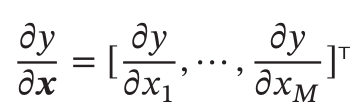 ∂y/∂𝒙 = [∂y/∂x₁, ⋯, ∂y/∂x_M]ᵀ